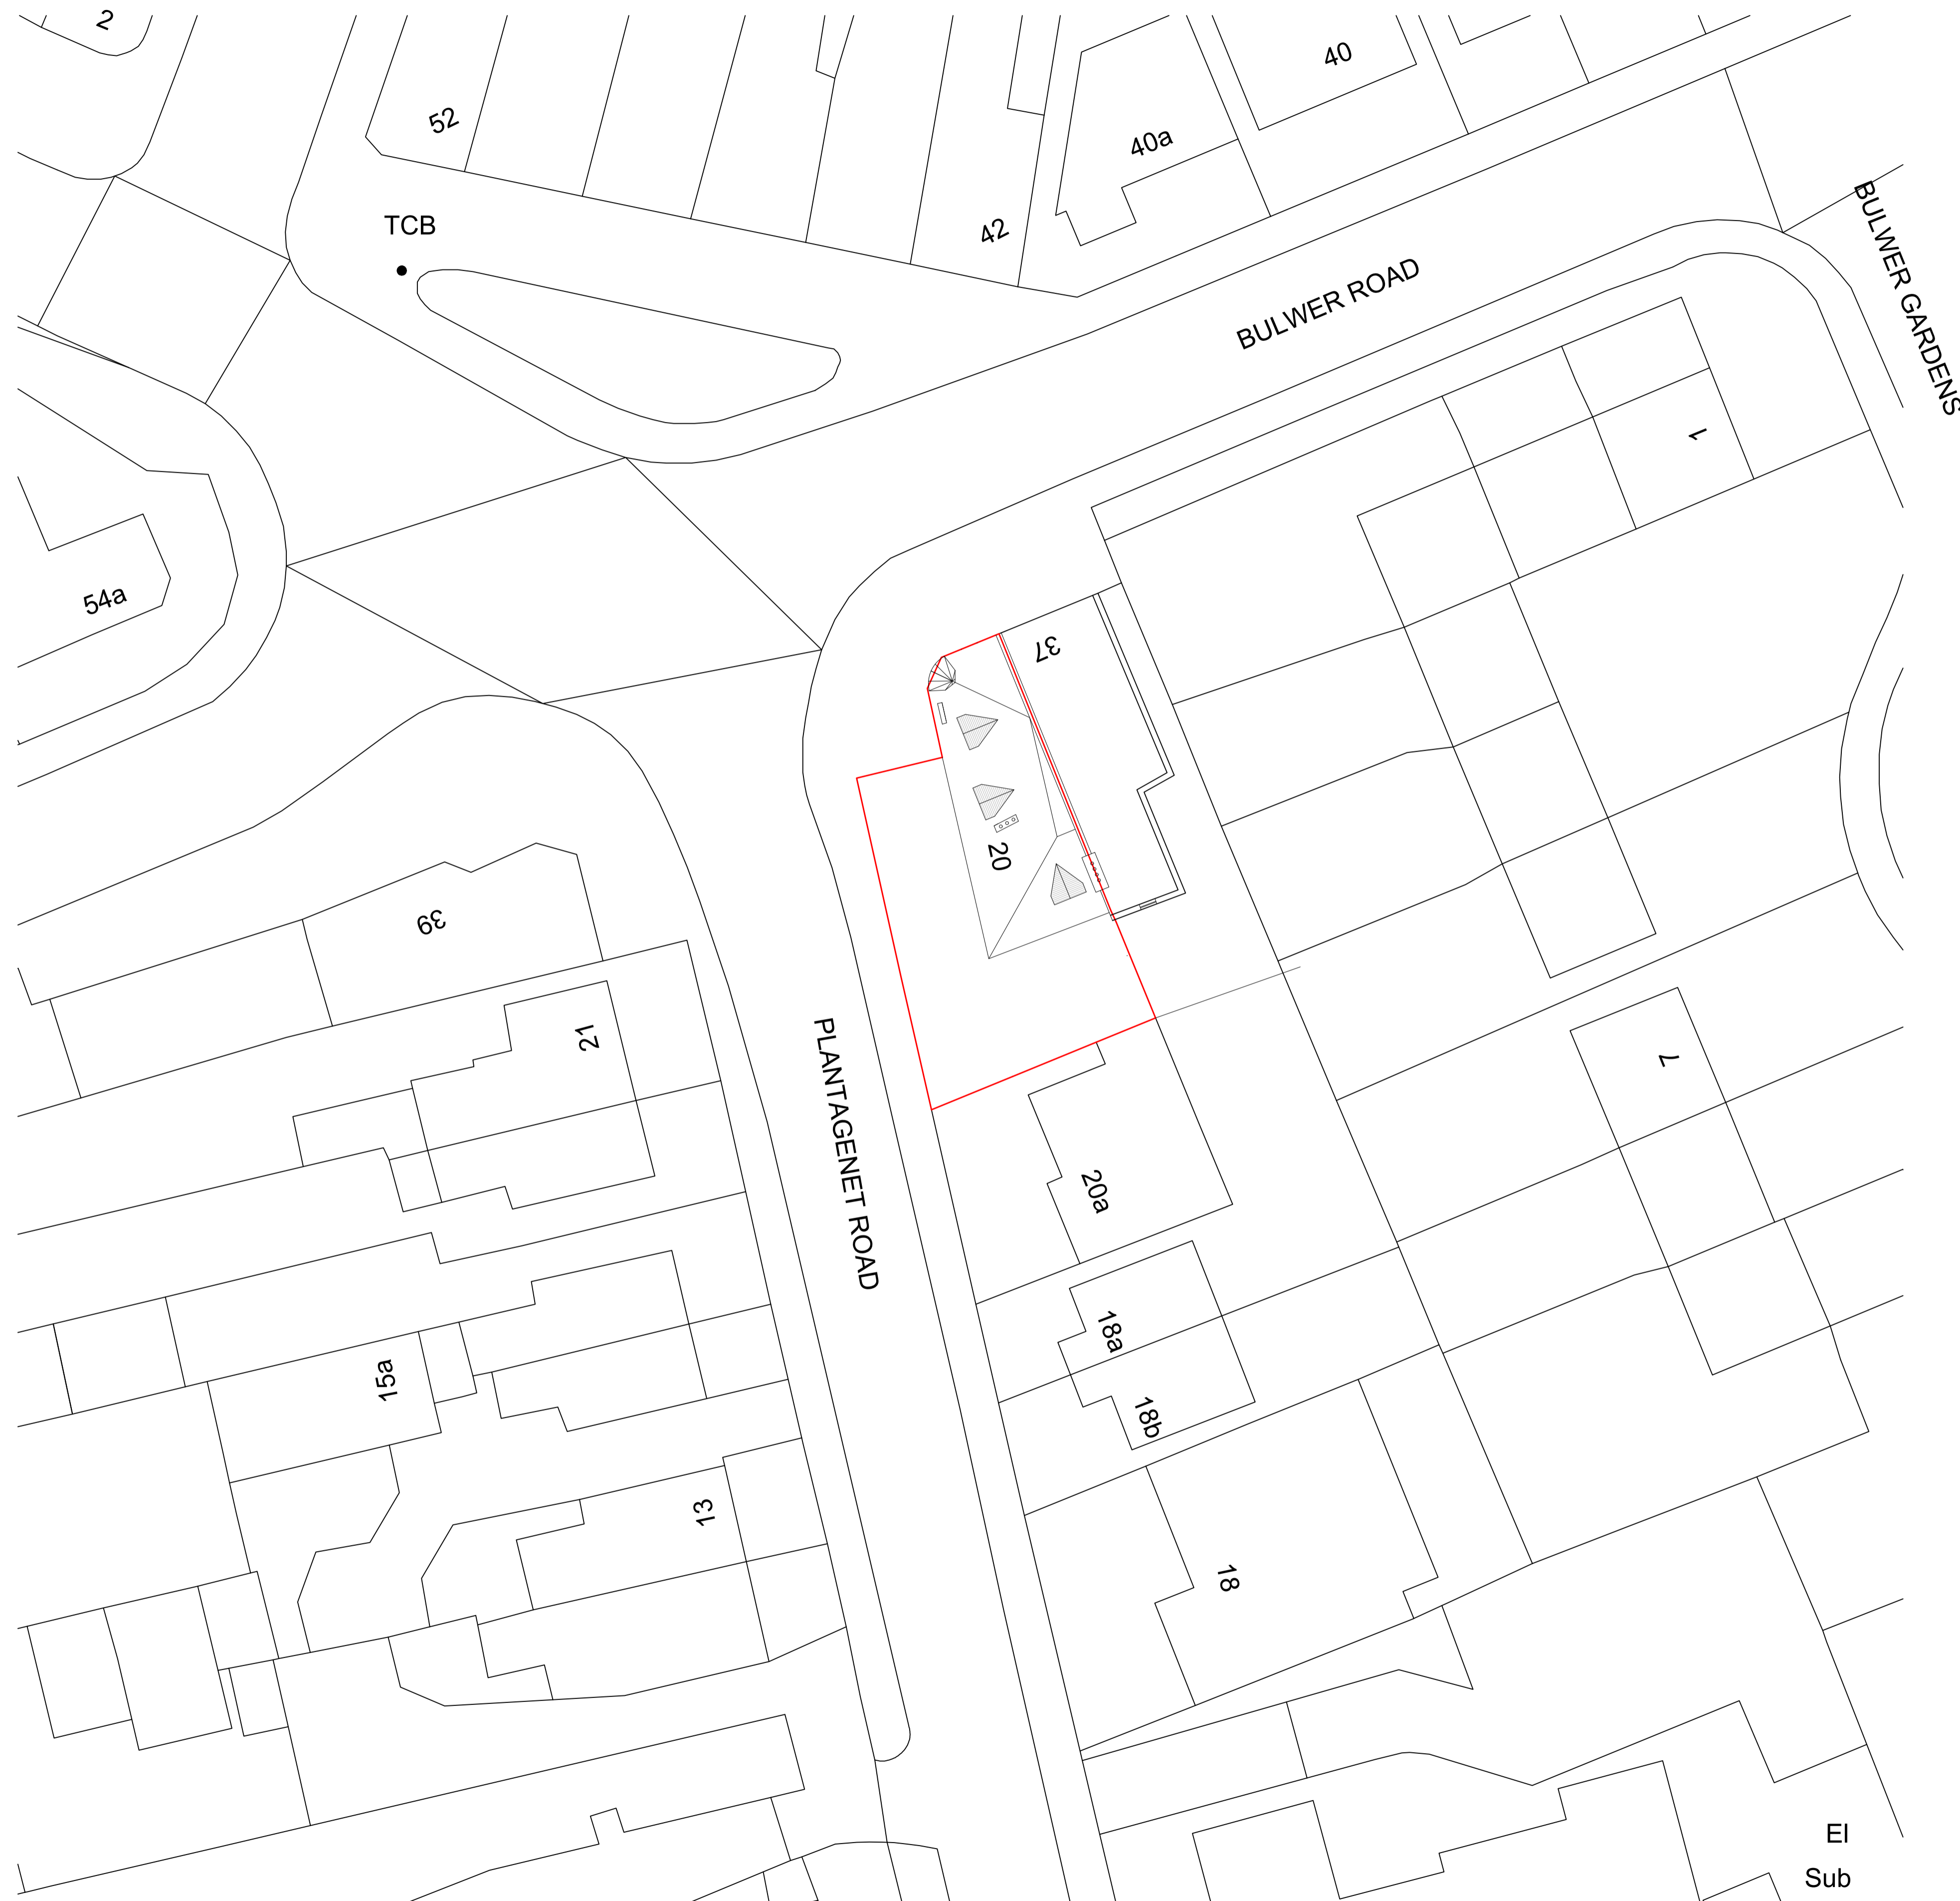 2
52
40
40a
TCB
42
BULWER ROAD
BULWER GARDENS
1
54a
37
20
39
21
7
PLANTAGENET ROAD
20a
18a
15a
18b
13
18
El
Sub